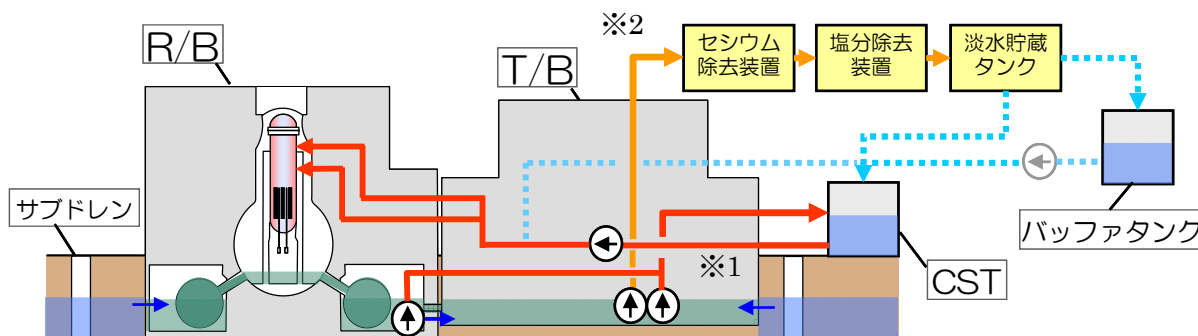 ※2
セシウム
除去装置
塩分除去
装置
淡水貯蔵
タンク
R/B
T/B
サブドレン
バッファタンク
※1
CST